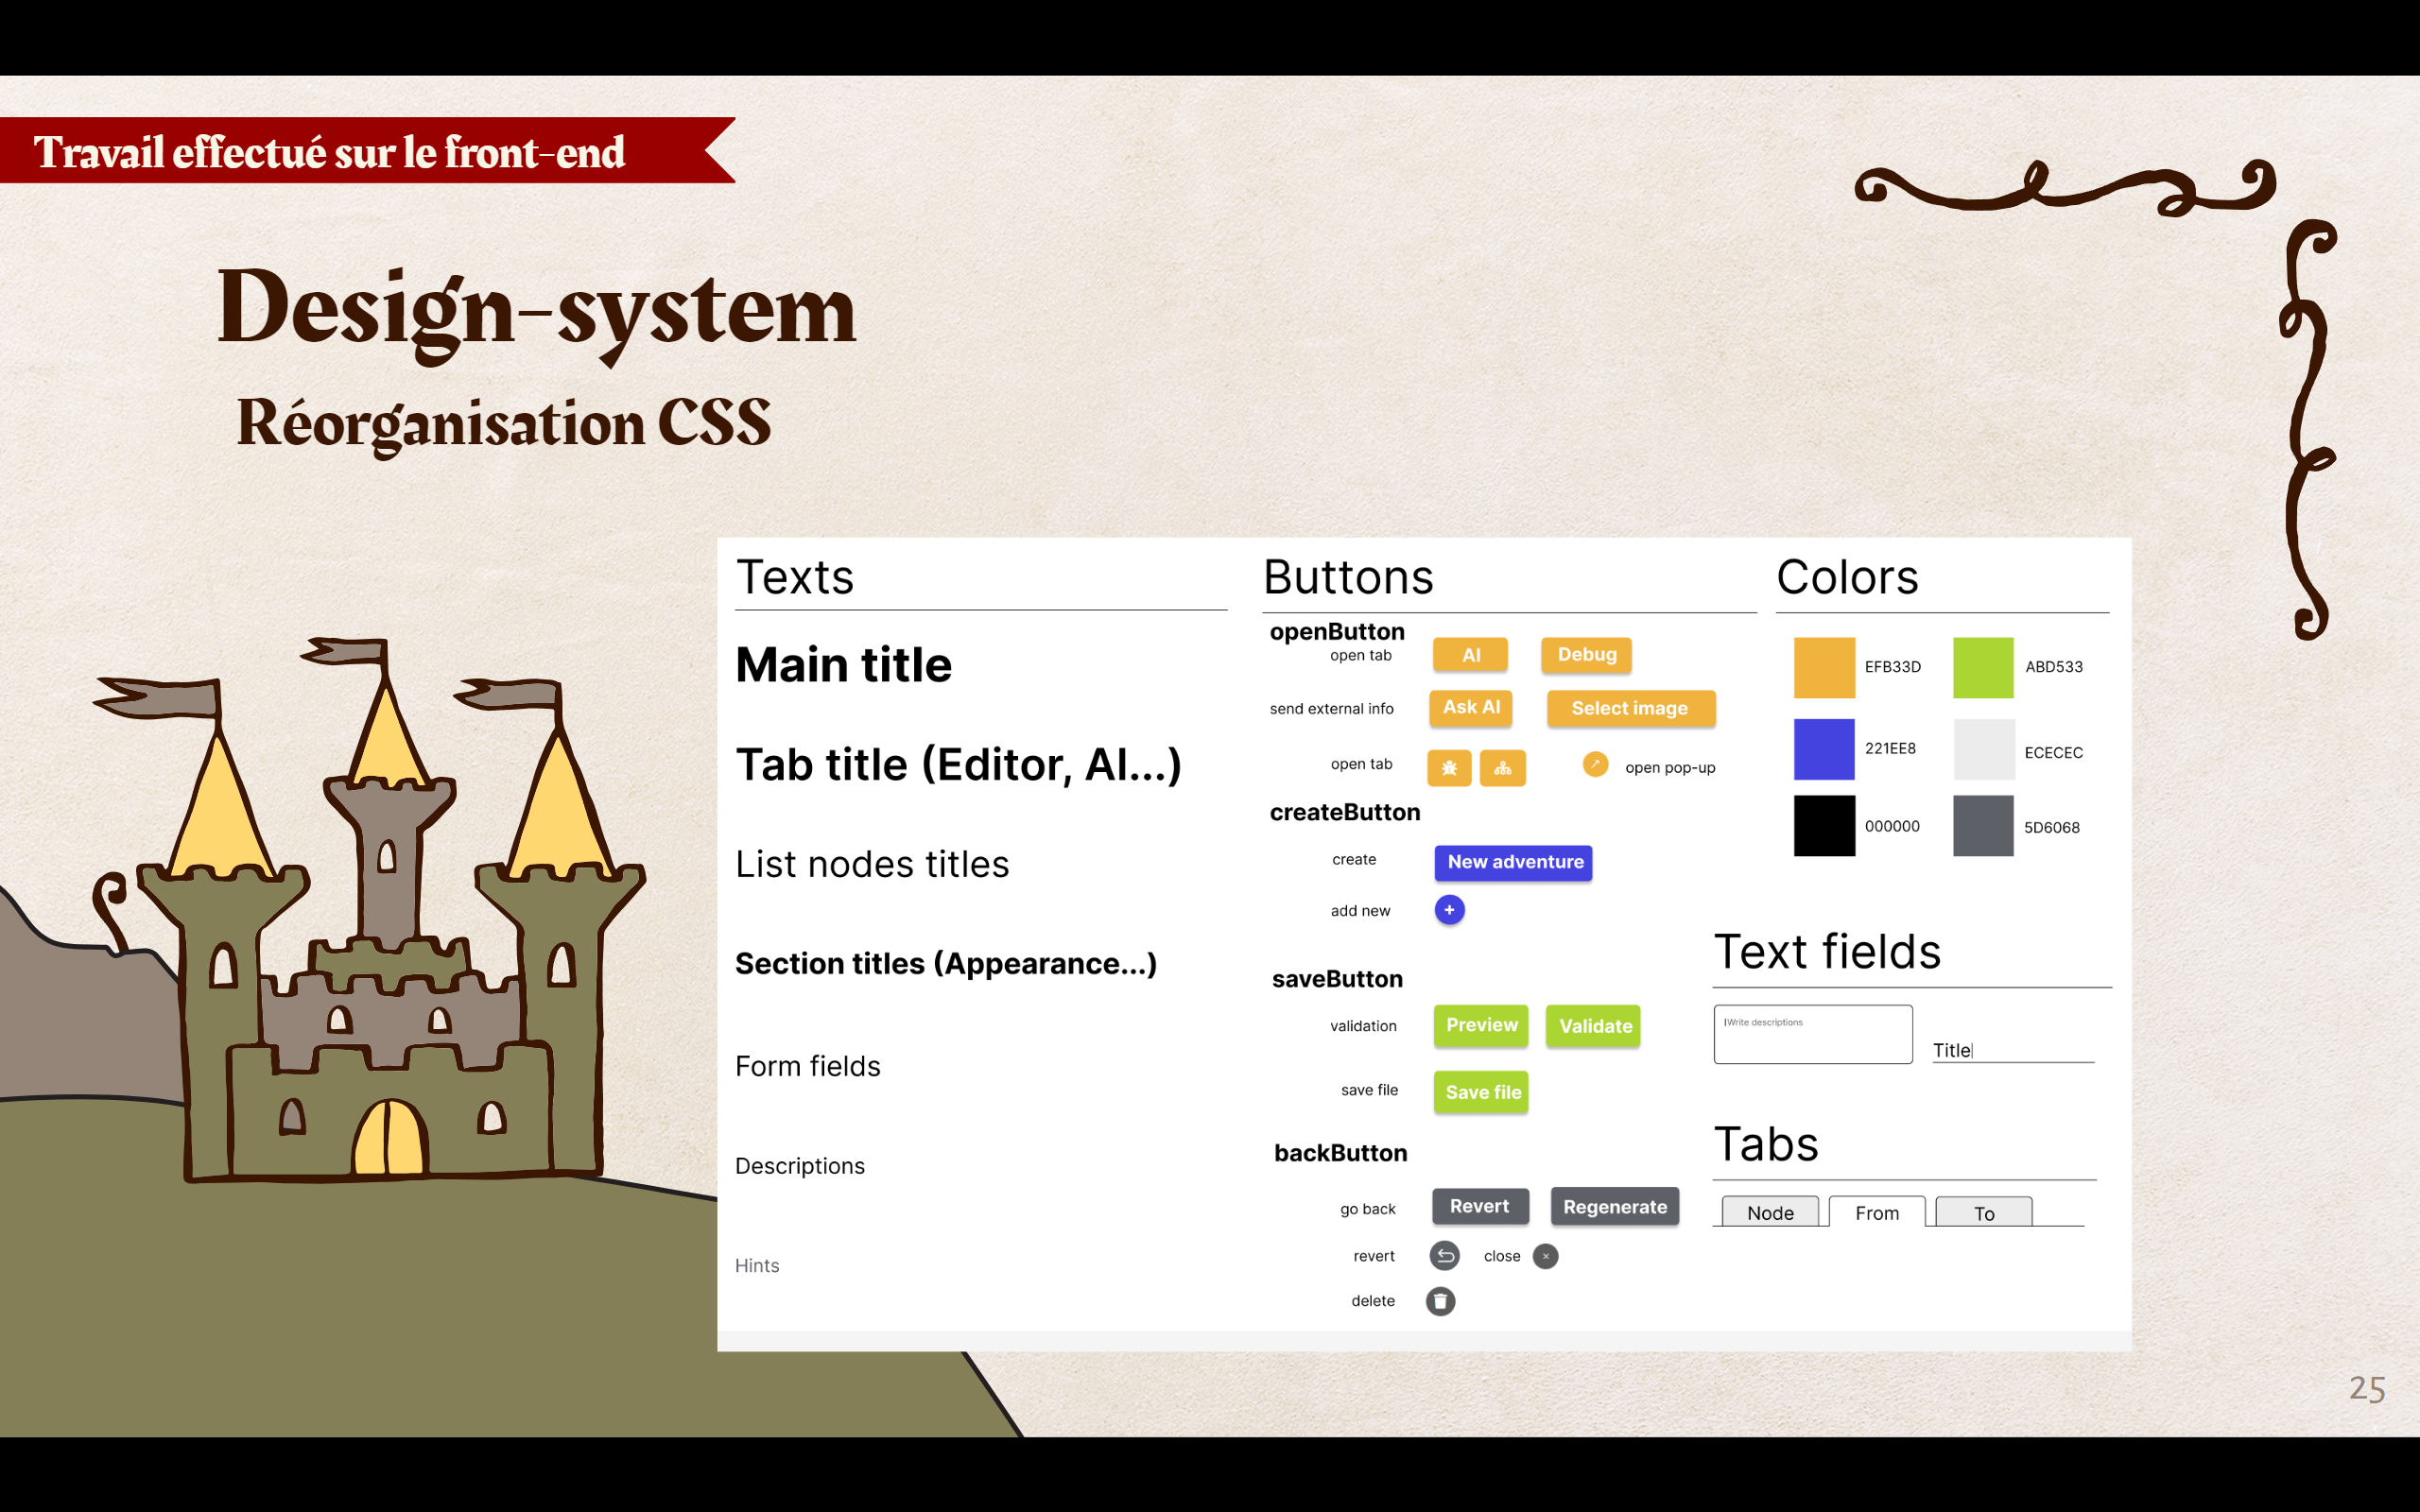 Travail effectué sur le front-end
Design-system
Réorganisation CSS
Texts
Main title
Tab title (Editor, AI...)
List nodes titles
Section titles (Appearance...)
Form fields
Descriptions
Hints
Buttons
openButton
open tab AI Debug
send external info Ask AI Select image
open tab open pop-up
createButton
create New adventure
add new
saveButton
validation Preview Validate
save file Save file
backButton
go back Revert Regenerate
revert close
delete
Colors
EFB33D ABD533
221EE8 ECECEC
000000 5D6068
Text fields
Write descriptions
Title
Tabs
Node From To
25